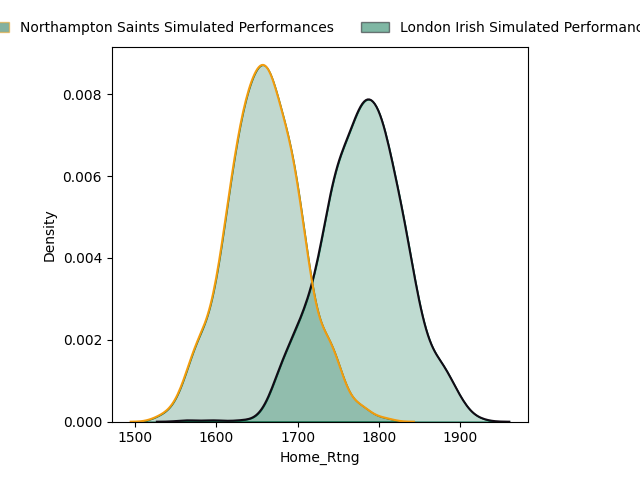 Northampton Saints Simulated Performances London Irish Simulated
0.008
0.006
0.004
0.002
0.000
Density
1500 1600 1700 1800 1900
Home_Rtng